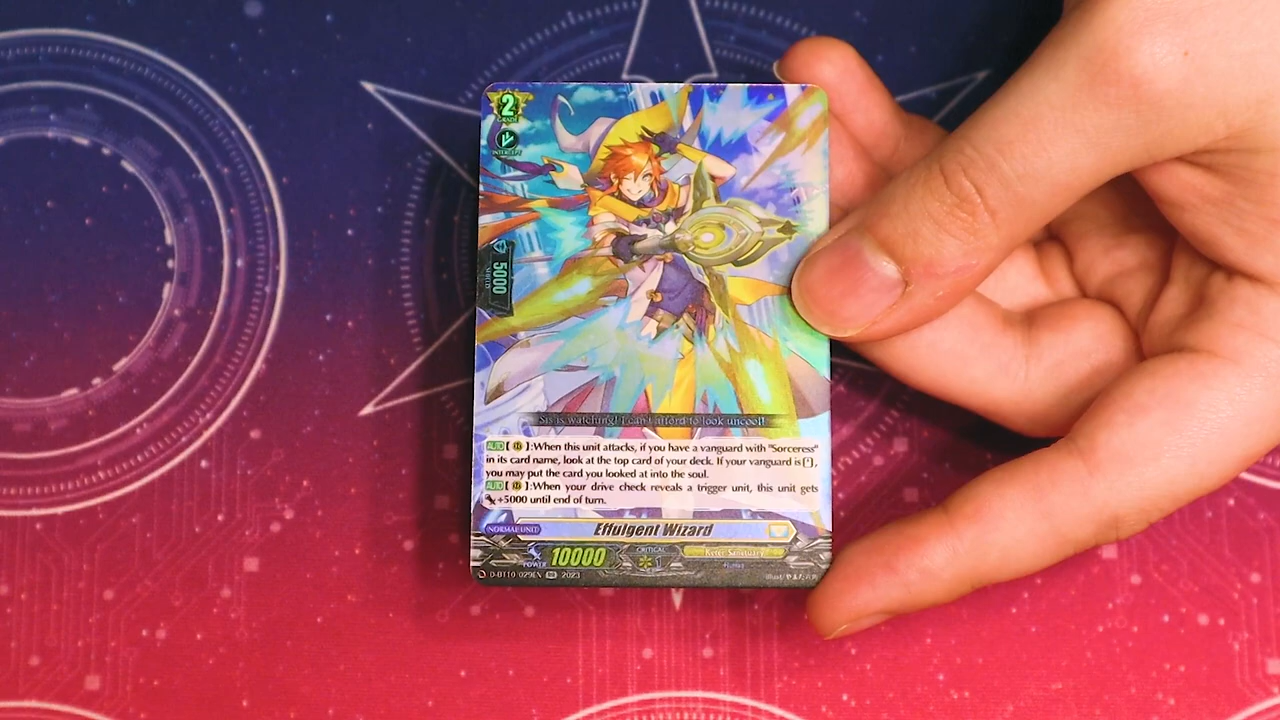 2
GRADE
INTERCEPT
5000
SHIELD
Sis is watching! I can't afford to look uncool!
AUTO【RC】:When this unit attacks, if you have a vanguard with "Sorceress"
in its card name, look at the top card of your deck. If your vanguard is [ ],
you may put the card you looked at into the soul.
AUTO【RC】:When your drive check reveals a trigger unit, this unit gets
+5000 until end of turn.
NORMAL UNIT Effulgent Wizard
POWER 10000 CRITICAL 1 Keter Sanctuary
Human
D-BT10/029EN RR 2023 illust/